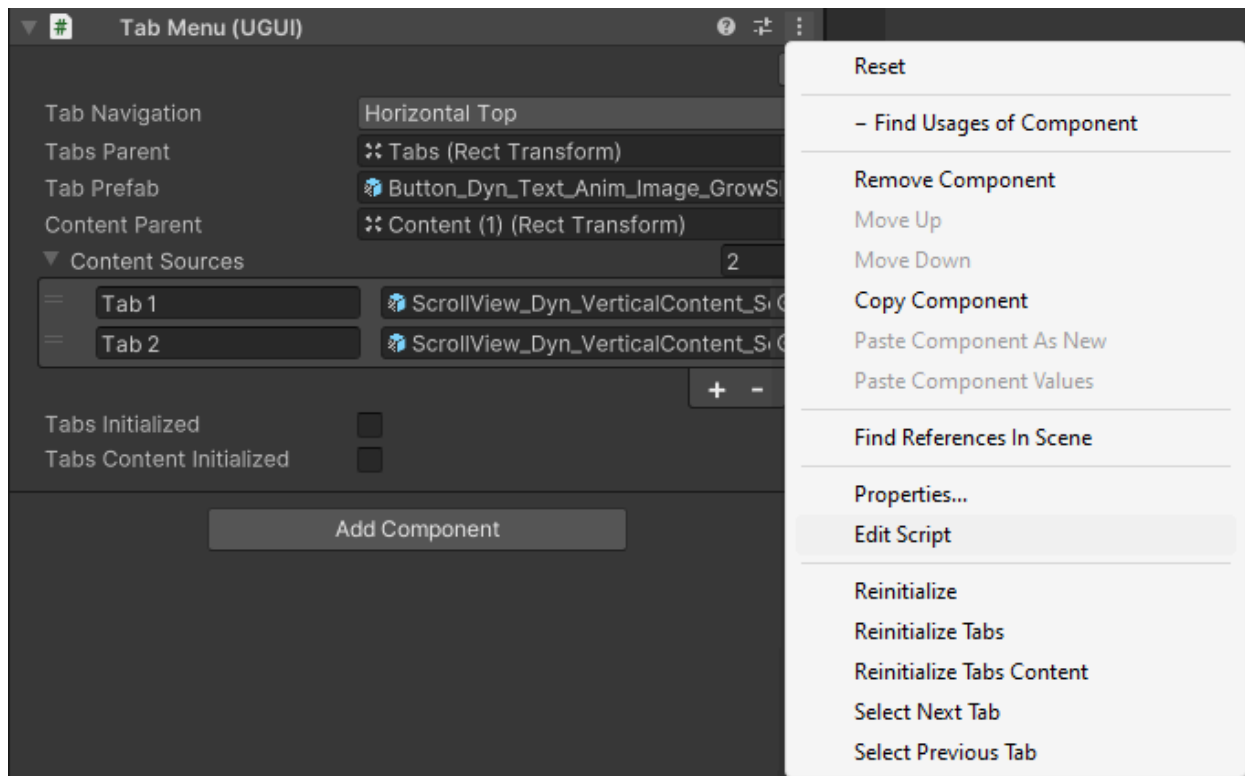 # Tab Menu (UGUI)
Tab Navigation Horizontal Top
Tabs Parent Tabs (Rect Transform)
Tab Prefab Button_Dyn_Text_Anim_Image_GrowS
Content Parent Content (1) (Rect Transform)
Content Sources 2
Tab 1 ScrollView_Dyn_VerticalContent_S
Tab 2 ScrollView_Dyn_VerticalContent_S
+ -
Tabs Initialized
Tabs Content Initialized
Add Component
Reset
– Find Usages of Component
Remove Component
Move Up
Move Down
Copy Component
Paste Component As New
Paste Component Values
Find References In Scene
Properties...
Edit Script
Reinitialize
Reinitialize Tabs
Reinitialize Tabs Content
Select Next Tab
Select Previous Tab